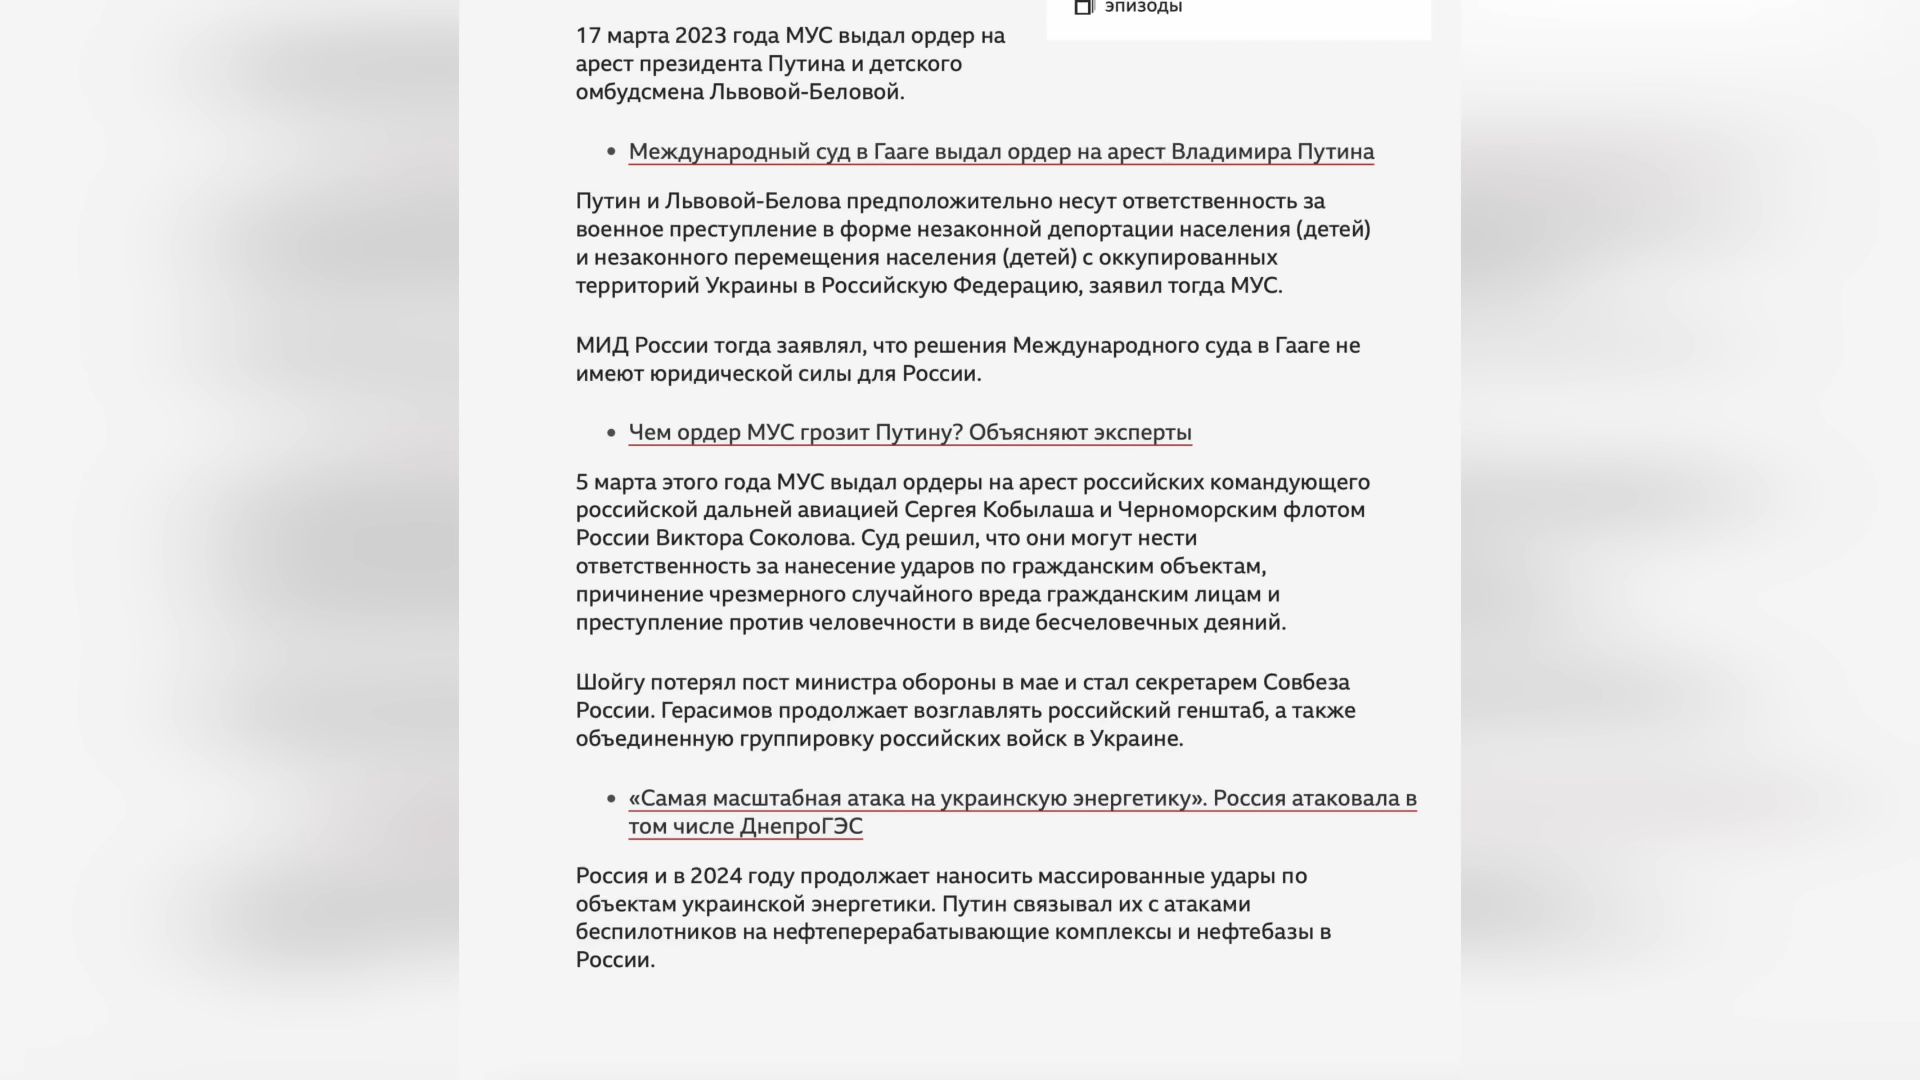 эпизоды
17 марта 2023 года МУС выдал ордер на
арест президента Путина и детского
омбудсмена Львовой-Беловой.
• Международный суд в Гааге выдал ордер на арест Владимира Путина
Путин и Львовой-Белова предположительно несут ответственность за
военное преступление в форме незаконной депортации населения (детей)
и незаконного перемещения населения (детей) с оккупированных
территорий Украины в Российскую Федерацию, заявил тогда МУС.
МИД России тогда заявлял, что решения Международного суда в Гааге не
имеют юридической силы для России.
• Чем ордер МУС грозит Путину? Объясняют эксперты
5 марта этого года МУС выдал ордеры на арест российских командующего
российской дальней авиацией Сергея Кобылаша и Черноморским флотом
России Виктора Соколова. Суд решил, что они могут нести
ответственность за нанесение ударов по гражданским объектам,
причинение чрезмерного случайного вреда гражданским лицам и
преступление против человечности в виде бесчеловечных деяний.
Шойгу потерял пост министра обороны в мае и стал секретарем Совбеза
России. Герасимов продолжает возглавлять российский генштаб, а также
объединенную группировку российских войск в Украине.
• «Самая масштабная атака на украинскую энергетику». Россия атаковала в
том числе ДнепроГЭС
Россия и в 2024 году продолжает наносить массированные удары по
объектам украинской энергетики. Путин связывал их с атаками
беспилотников на нефтеперерабатывающие комплексы и нефтебазы в
России.